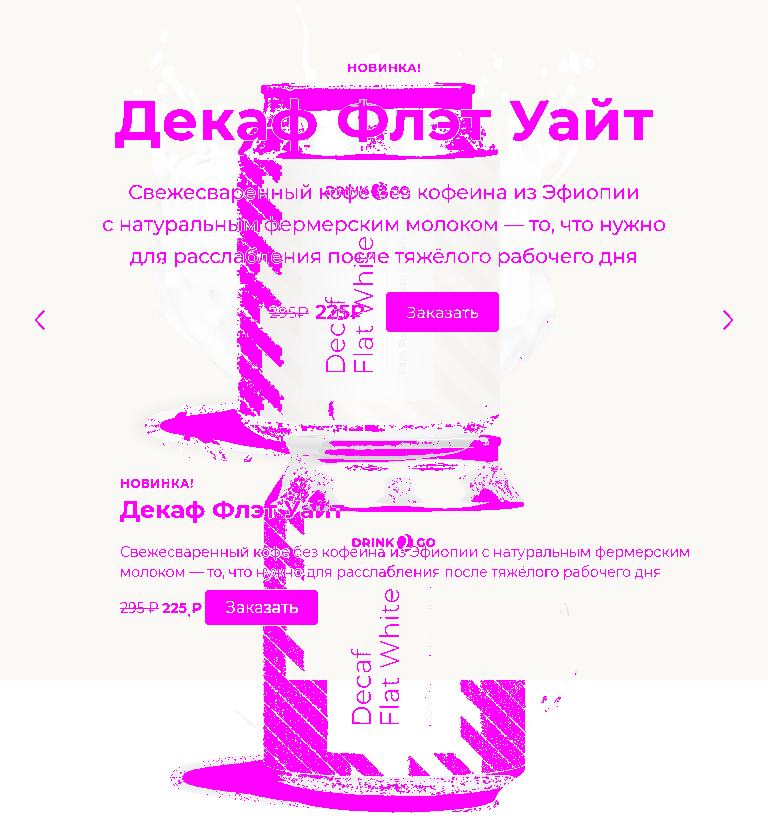 НОВИНКА!
Декаф Флэт Уайт
DRINK GO
Свежесваренный кофе без кофеина из Эфиопии
с натуральным фермерским молоком — то, что нужно
для расслабления после тяжёлого рабочего дня
295₽ 225₽ Заказать
Decaf
Flat White
НОВИНКА!
Декаф Флэт Уайт
DRINK 2 GO
Свежесваренный кофе без кофеина из Эфиопии с натуральным фермерским
молоком — то, что нужно для расслабления после тяжёлого рабочего дня
295 ₽ 225 ₽ Заказать
Decaf
Flat White